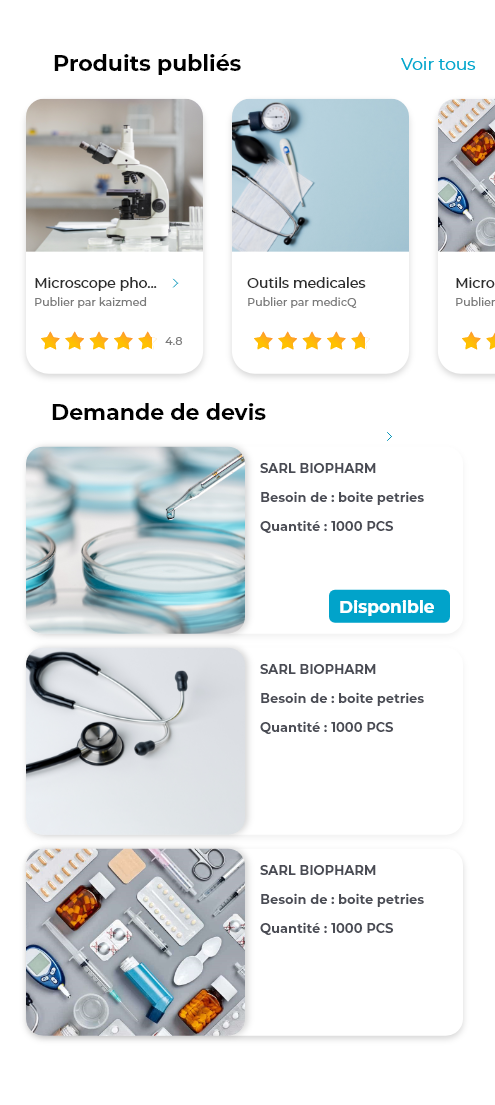 Produits publiés
Voir tous
Microscope pho...
Publier par kaizmed
4.8
Outils medicales
Publier par medicQ
Micro
Publier
Demande de devis
SARL BIOPHARM
Besoin de : boite petries
Quantité : 1000 PCS
Disponible
SARL BIOPHARM
Besoin de : boite petries
Quantité : 1000 PCS
SARL BIOPHARM
Besoin de : boite petries
Quantité : 1000 PCS